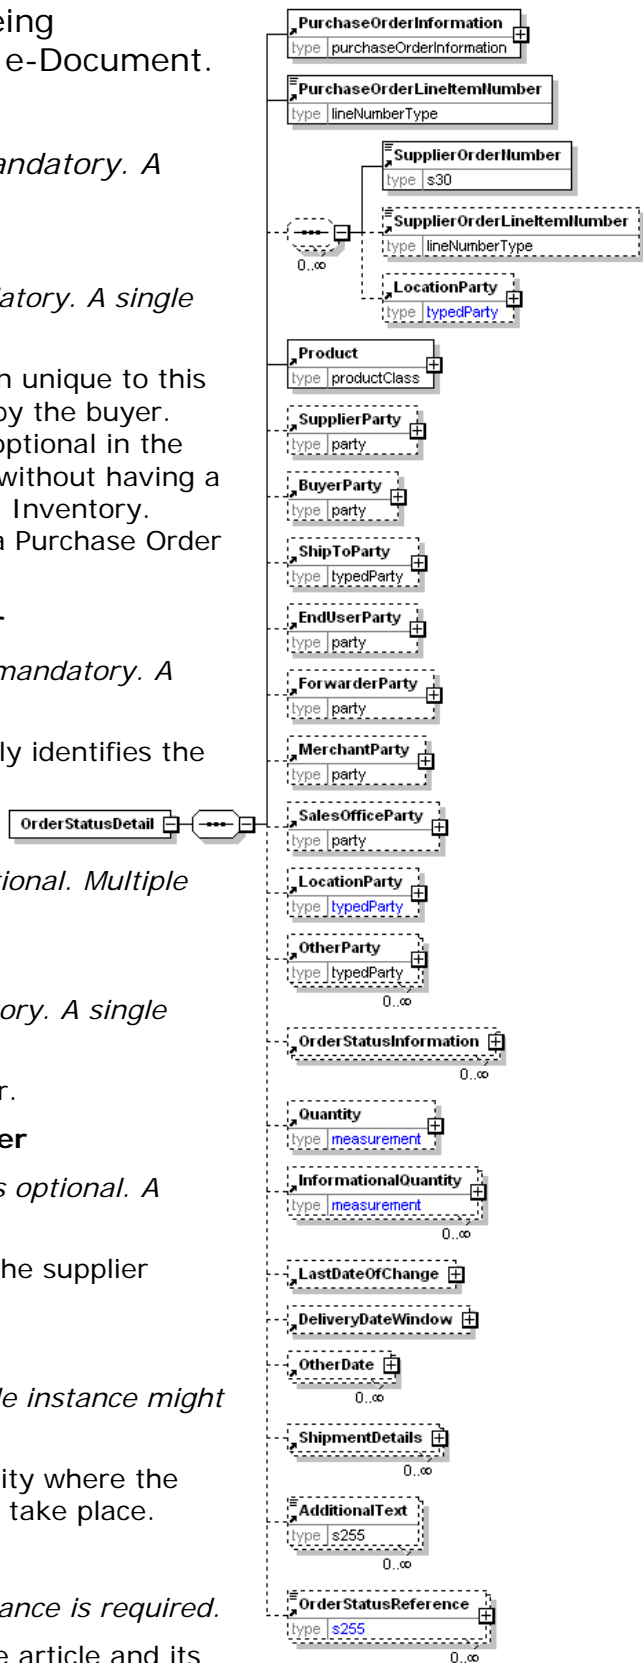 eing
e-Document.
andatory. A
latory. A single
n unique to this
by the buyer.
optional in the
without having a
Inventory.
a Purchase Order
r
mandatory. A
ly identifies the
tional. Multiple
ory. A single
r.
er
s optional. A
he supplier
le instance might
ity where the
take place.
ance is required.
e article and its
OrderStatusDetail
PurchaseOrderInformation
type purchaseOrderInformation
PurchaseOrderLineItemNumber
type lineNumberType
0..∞
SupplierOrderNumber
type s30
SupplierOrderLineItemNumber
type lineNumberType
LocationParty
type typedParty
Product
type productClass
SupplierParty
type party
BuyerParty
type party
ShipToParty
type typedParty
EndUserParty
type party
ForwarderParty
type party
MerchantParty
type party
SalesOfficeParty
type party
LocationParty
type typedParty
OtherParty
type typedParty
0..∞
OrderStatusInformation
0..∞
Quantity
type measurement
InformationalQuantity
type measurement
0..∞
LastDateOfChange
DeliveryDateWindow
OtherDate
0..∞
ShipmentDetails
0..∞
AdditionalText
type s255
0..∞
OrderStatusReference
type s255
0..∞